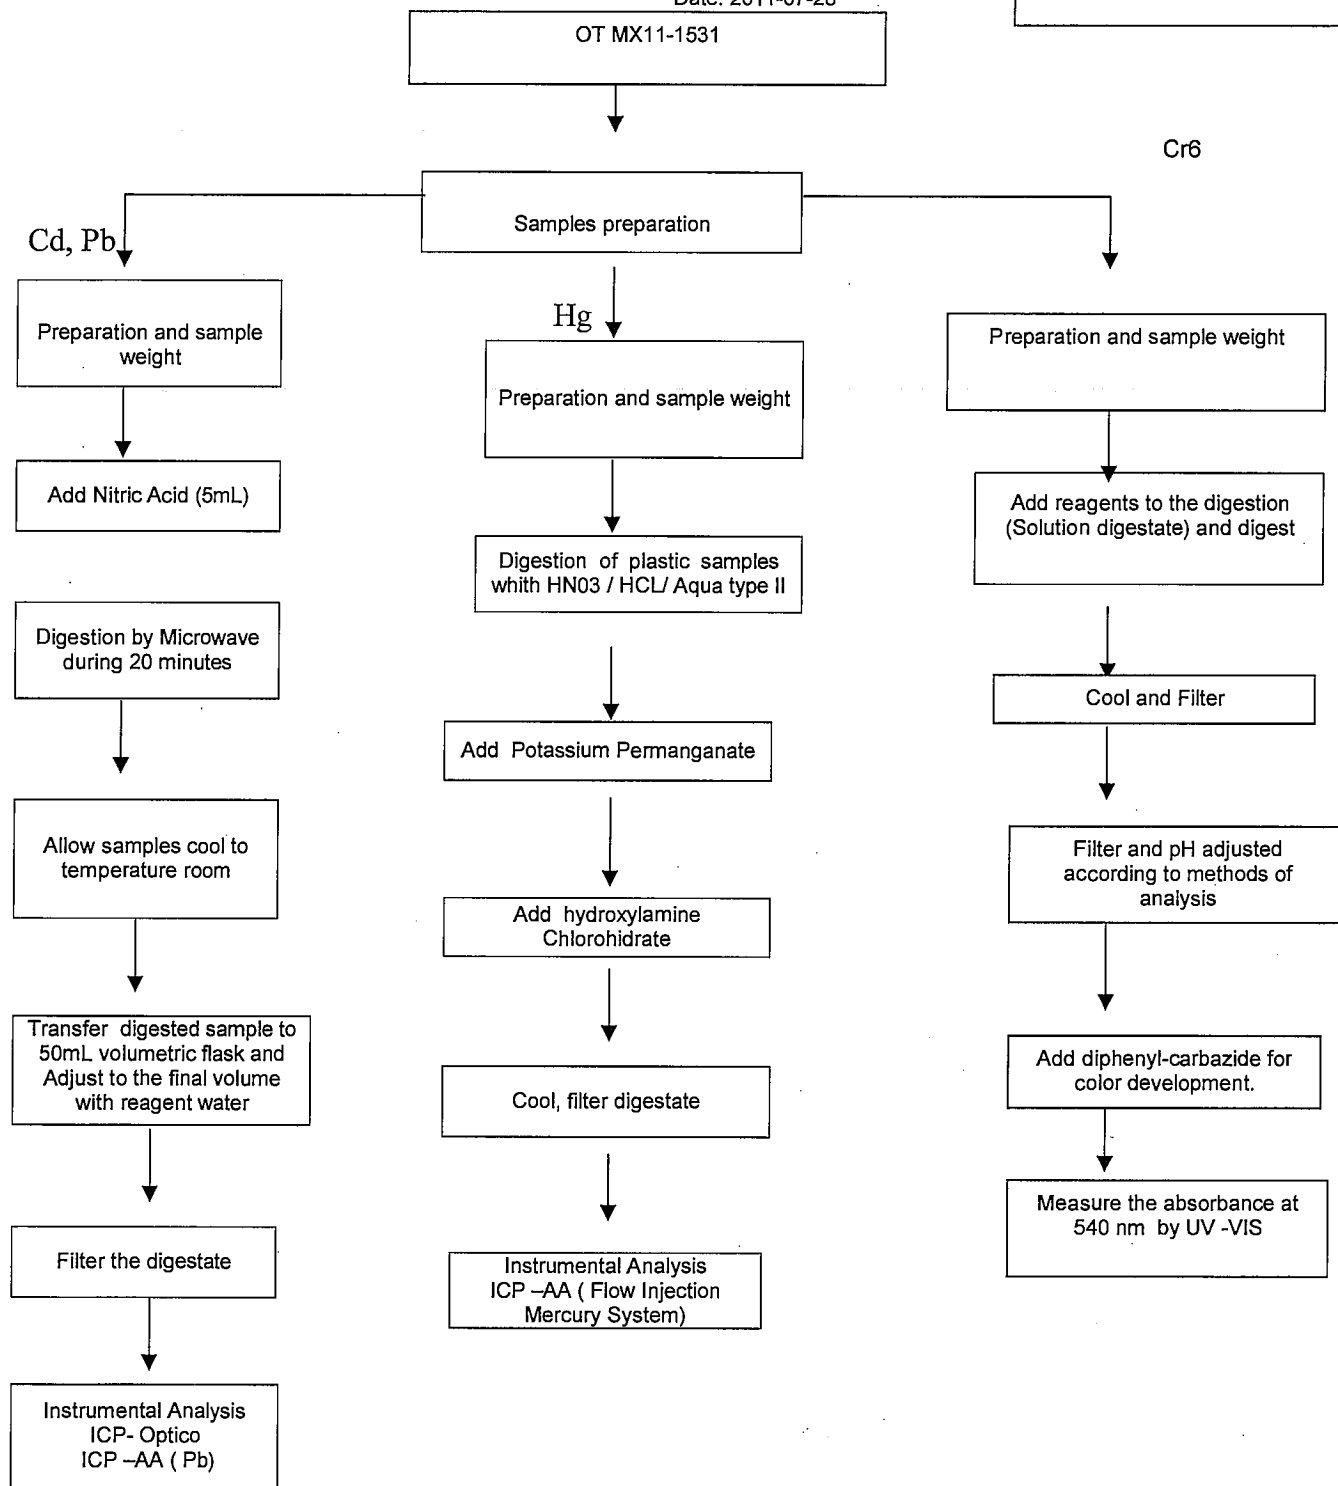 Date: 2011-07-28
OT MX11-1531
Cr6
Samples preparation
Cd, Pb
Preparation and sample
weight
Add Nitric Acid (5mL)
Digestion by Microwave
during 20 minutes
Allow samples cool to
temperature room
Transfer digested sample to
50mL volumetric flask and
Adjust to the final volume
with reagent water
Filter the digestate
Instrumental Analysis
ICP- Optico
ICP –AA ( Pb)
Hg
Preparation and sample weight
Digestion of plastic samples
whith HN03 / HCL/ Aqua type II
Add Potassium Permanganate
Add hydroxylamine
Chlorohidrate
Cool, filter digestate
Instrumental Analysis
ICP –AA ( Flow Injection
Mercury System)
Preparation and sample weight
Add reagents to the digestion
(Solution digestate) and digest
Cool and Filter
Filter and pH adjusted
according to methods of
analysis
Add diphenyl-carbazide for
color development.
Measure the absorbance at
540 nm by UV -VIS